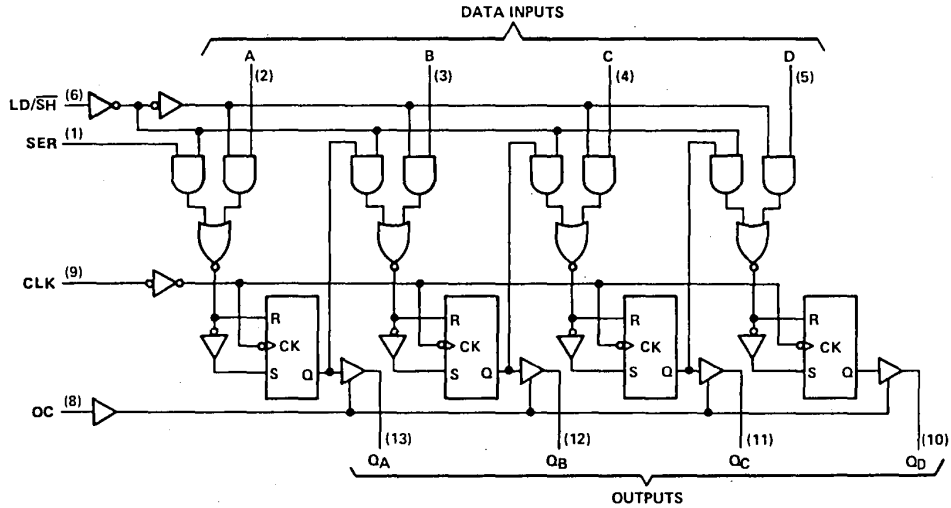 DATA INPUTS
A B C D
(2) (3) (4) (5)
LD/S̅H̅ (6)
SER (1)
CLK (9)
R R R R
CK CK CK CK
S Q S Q S Q S Q
OC (8)
(13) (12) (11) (10)
QA QB QC QD
OUTPUTS